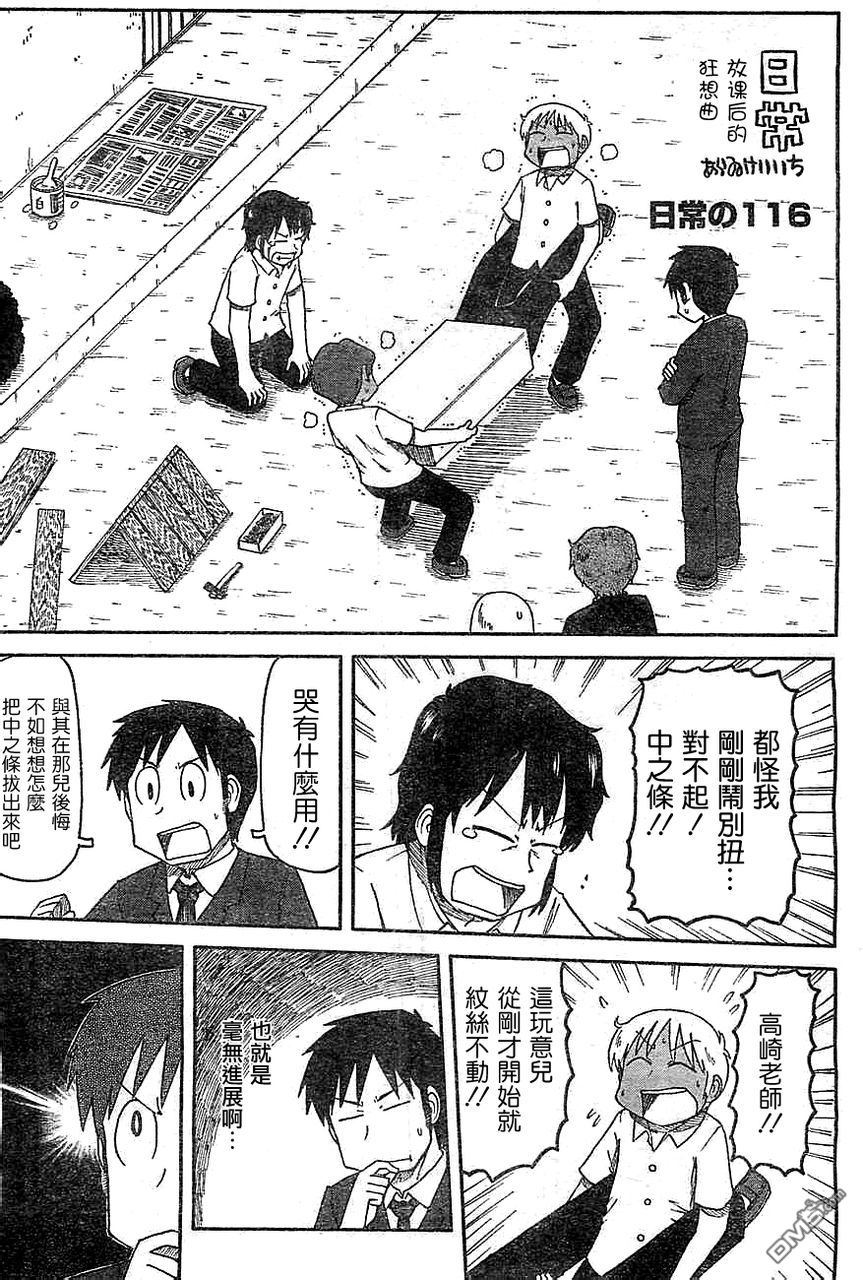 日常
放课后的
狂想曲
あらゐけいいち
日常の116
6
都怪我
剛剛鬧別扭…
對不起！
中之條!!
哭有什麼用!!
與其在那兒後悔
不如想想怎麼
把中之條拔出來吧
高崎老師!!
這玩意兒
從剛才開始就
紋絲不動!!
也就是
毫無進展啊…